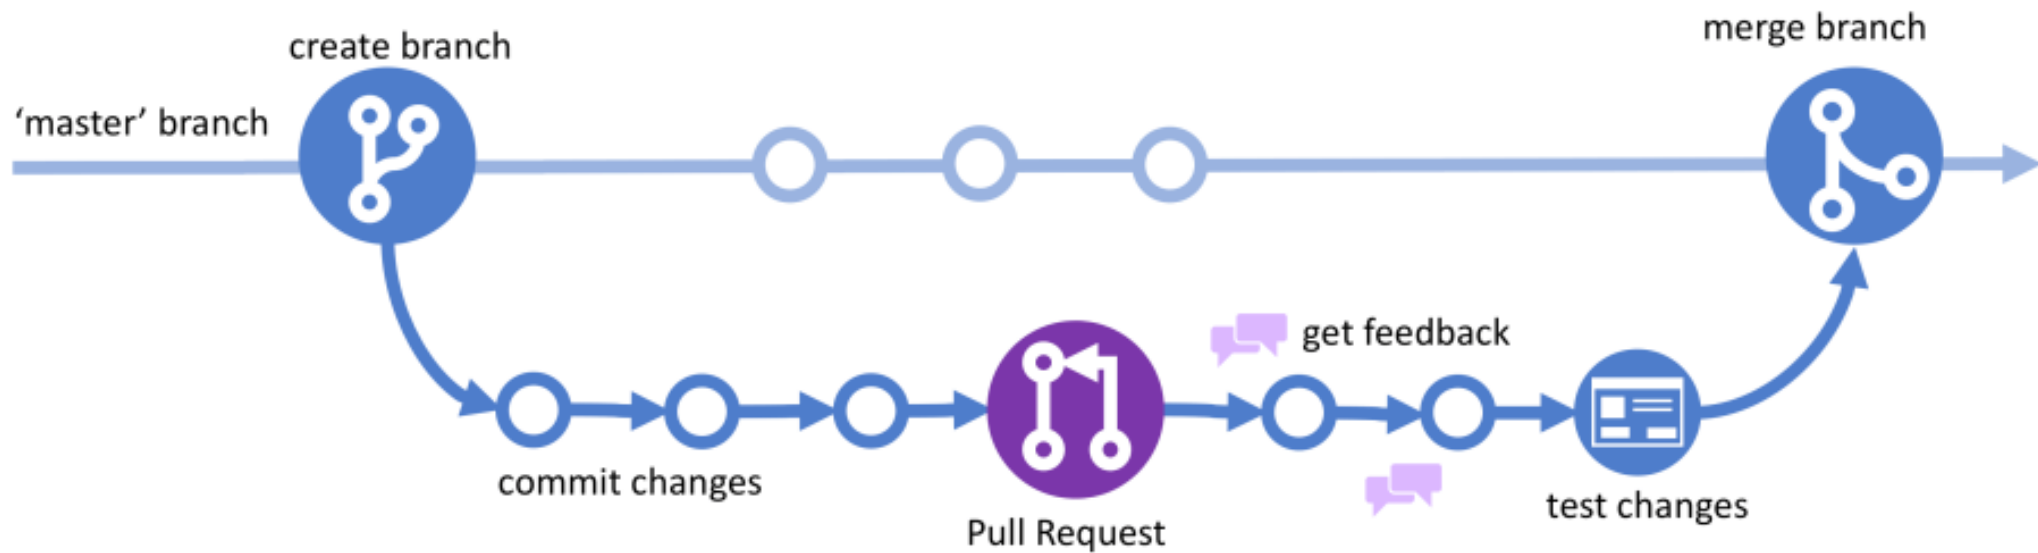 create branch
merge branch
‘master’ branch
get feedback
commit changes
test changes
Pull Request